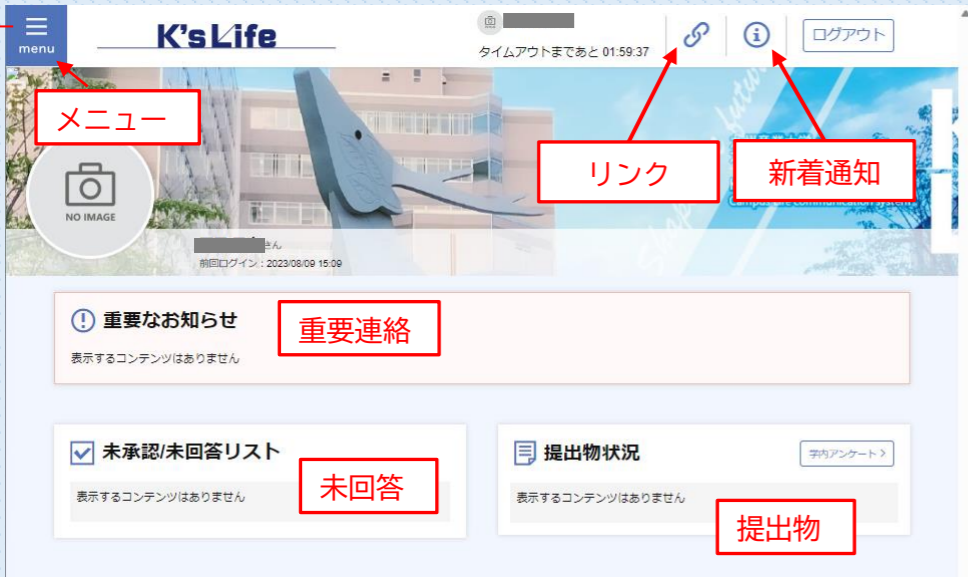 menu
K'sLife
タイムアウトまであと 01:59:37
ログアウト
メニュー
リンク
新着通知
NO IMAGE
さん
前回ログイン : 2023/08/09 15:09
重要なお知らせ
重要連絡
表示するコンテンツはありません
未承認/未回答リスト
表示するコンテンツはありません
未回答
提出物状況
学内アンケート >
表示するコンテンツはありません
提出物